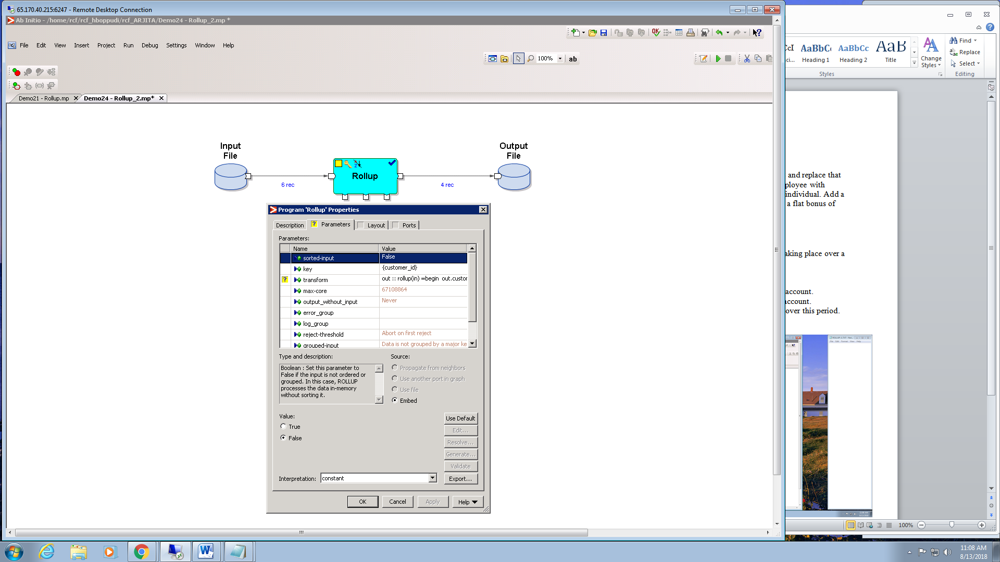 65.170.40.215:6247 - Remote Desktop Connection
Ab Initio - /home/rcf/rcf_hboppudi/rcf_ARJITA/Demo24 - Rollup_2.mp *
File Edit View Insert Project Run Debug Settings Window Help
100% ab
Demo21 - Rollup.mp
Demo24 - Rollup_2.mp*
Input
File
6 rec
Rollup
4 rec
Output
File
Program 'Rollup' Properties
Description
? Parameters
Layout
Ports
Parameters:
Name Value
sorted-input False
key {customer_id}
? transform out :: rollup(in) =begin out.custor
max-core 67108864
output_without_input Never
error_group
log_group
reject-threshold Abort on first reject
grouped-input Data is not grouped by a major ke
Type and description:
Boolean : Set this parameter to
False if the input is not ordered or
grouped. In this case, ROLLUP
processes the data in-memory
without sorting it.
Source:
Propagate from neighbors
Use another port in graph
Use file
Embed
Value:
True
False
Use Default
Edit...
Resolve...
Generate...
Validate
Export...
Interpretation: constant
OK Cancel Apply Help
AaBbC AaBbCc AaB
Heading 1 Heading 2 Title
Change
Styles
Styles
Find
Replace
Select
Editing
and replace that
ployee with
individual. Add a
a flat bonus of
aking place over a
account.
account.
over this period.
100%
11:08 AM
8/13/2018